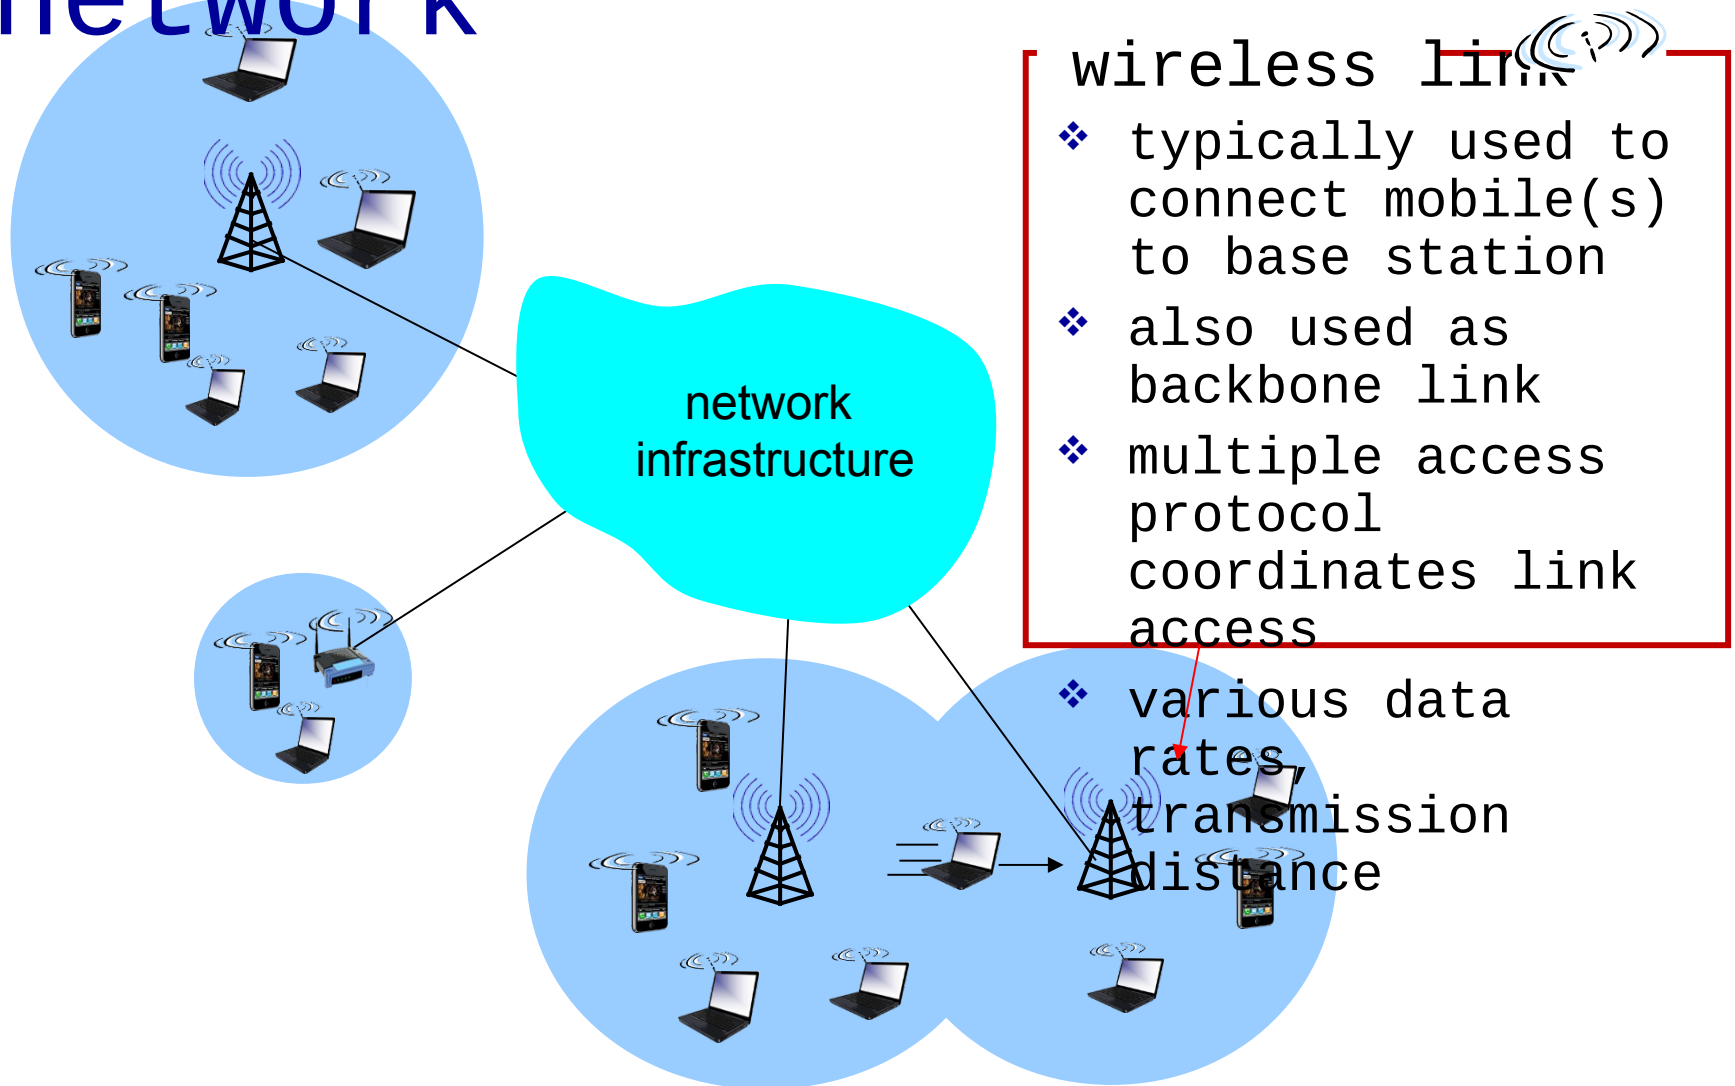 network
wireless link
typically used to
connect mobile(s)
to base station
also used as
backbone link
multiple access
protocol
coordinates link
access
various data
rates,
transmission
distance
network
infrastructure